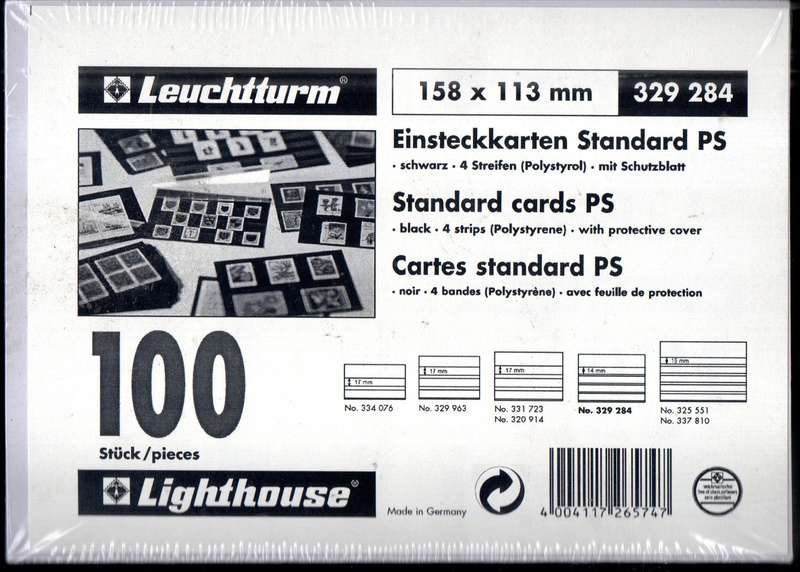 Leuchtturm®
158 x 113 mm
329 284
Einsteckkarten Standard PS
· schwarz · 4 Streifen (Polystyrol) · mit Schutzblatt
Standard cards PS
· black · 4 strips (Polystyrene) · with protective cover
Cartes standard PS
· noir · 4 bandes (Polystyrène) · avec feuille de protection
100
Stück/pieces
17 mm
No. 334 076
17 mm
No. 329 963
17 mm
No. 331 723
No. 320 914
14 mm
No. 329 284
15 mm
No. 325 551
No. 337 810
Lighthouse®
Made in Germany
4 004117 265747